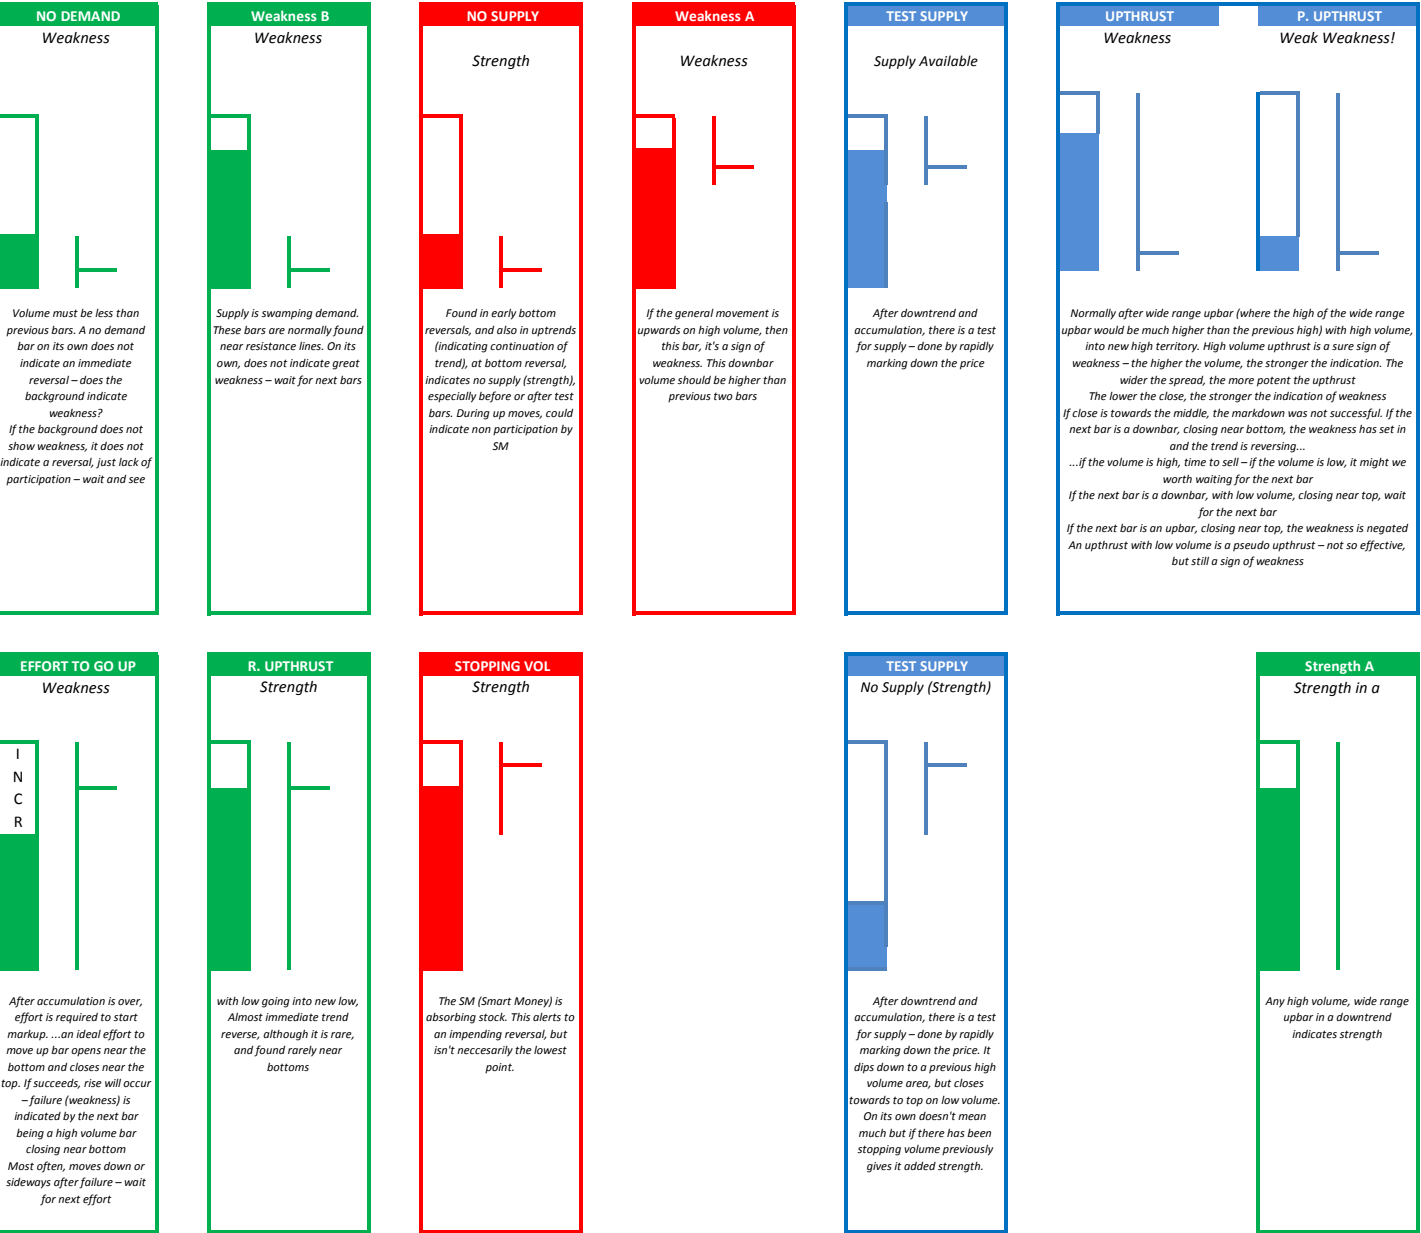 NO DEMAND
Weakness
Volume must be less than
previous bars. A no demand
bar on its own does not
indicate an immediate
reversal – does the
background indicate
weakness?
If the background does not
show weakness, it does not
indicate a reversal, just lack of
participation – wait and see
Weakness B
Weakness
Supply is swamping demand.
These bars are normally found
near resistance lines. On its
own, does not indicate great
weakness – wait for next bars
NO SUPPLY
Strength
Found in early bottom
reversals, and also in uptrends
(indicating continuation of
trend), at bottom reversal,
indicates no supply (strength),
especially before or after test
bars. During up moves, could
indicate non participation by
SM
Weakness A
Weakness
If the general movement is
upwards on high volume, then
this bar, it's a sign of
weakness. This downbar
volume should be higher than
previous two bars
TEST SUPPLY
Supply Available
After downtrend and
accumulation, there is a test
for supply – done by rapidly
marking down the price
UPTHRUST
Weakness
P. UPTHRUST
Weak Weakness!
Normally after wide range upbar (where the high of the wide range
upbar would be much higher than the previous high) with high volume,
into new high territory. High volume upthrust is a sure sign of
weakness – the higher the volume, the stronger the indication. The
wider the spread, the more potent the upthrust
The lower the close, the stronger the indication of weakness
If close is towards the middle, the markdown was not successful. If the
next bar is a downbar, closing near bottom, the weakness has set in
and the trend is reversing...
...if the volume is high, time to sell – if the volume is low, it might we
worth waiting for the next bar
If the next bar is a downbar, with low volume, closing near top, wait
for the next bar
If the next bar is an upbar, closing near top, the weakness is negated
An upthrust with low volume is a pseudo upthrust – not so effective,
but still a sign of weakness
EFFORT TO GO UP
Weakness
I
N
C
R
After accumulation is over,
effort is required to start
markup. ...an ideal effort to
move up bar opens near the
bottom and closes near the
top. If succeeds, rise will occur
– failure (weakness) is
indicated by the next bar
being a high volume bar
closing near bottom
Most often, moves down or
sideways after failure – wait
for next effort
R. UPTHRUST
Strength
with low going into new low,
Almost immediate trend
reverse, although it is rare,
and found rarely near
bottoms
STOPPING VOL
Strength
The SM (Smart Money) is
absorbing stock. This alerts to
an impending reversal, but
isn't neccesarily the lowest
point.
TEST SUPPLY
No Supply (Strength)
After downtrend and
accumulation, there is a test
for supply – done by rapidly
marking down the price. It
dips down to a previous high
volume area, but closes
towards to top on low volume.
On its own doesn't mean
much but if there has been
stopping volume previously
gives it added strength.
Strength A
Strength in a
Any high volume, wide range
upbar in a downtrend
indicates strength